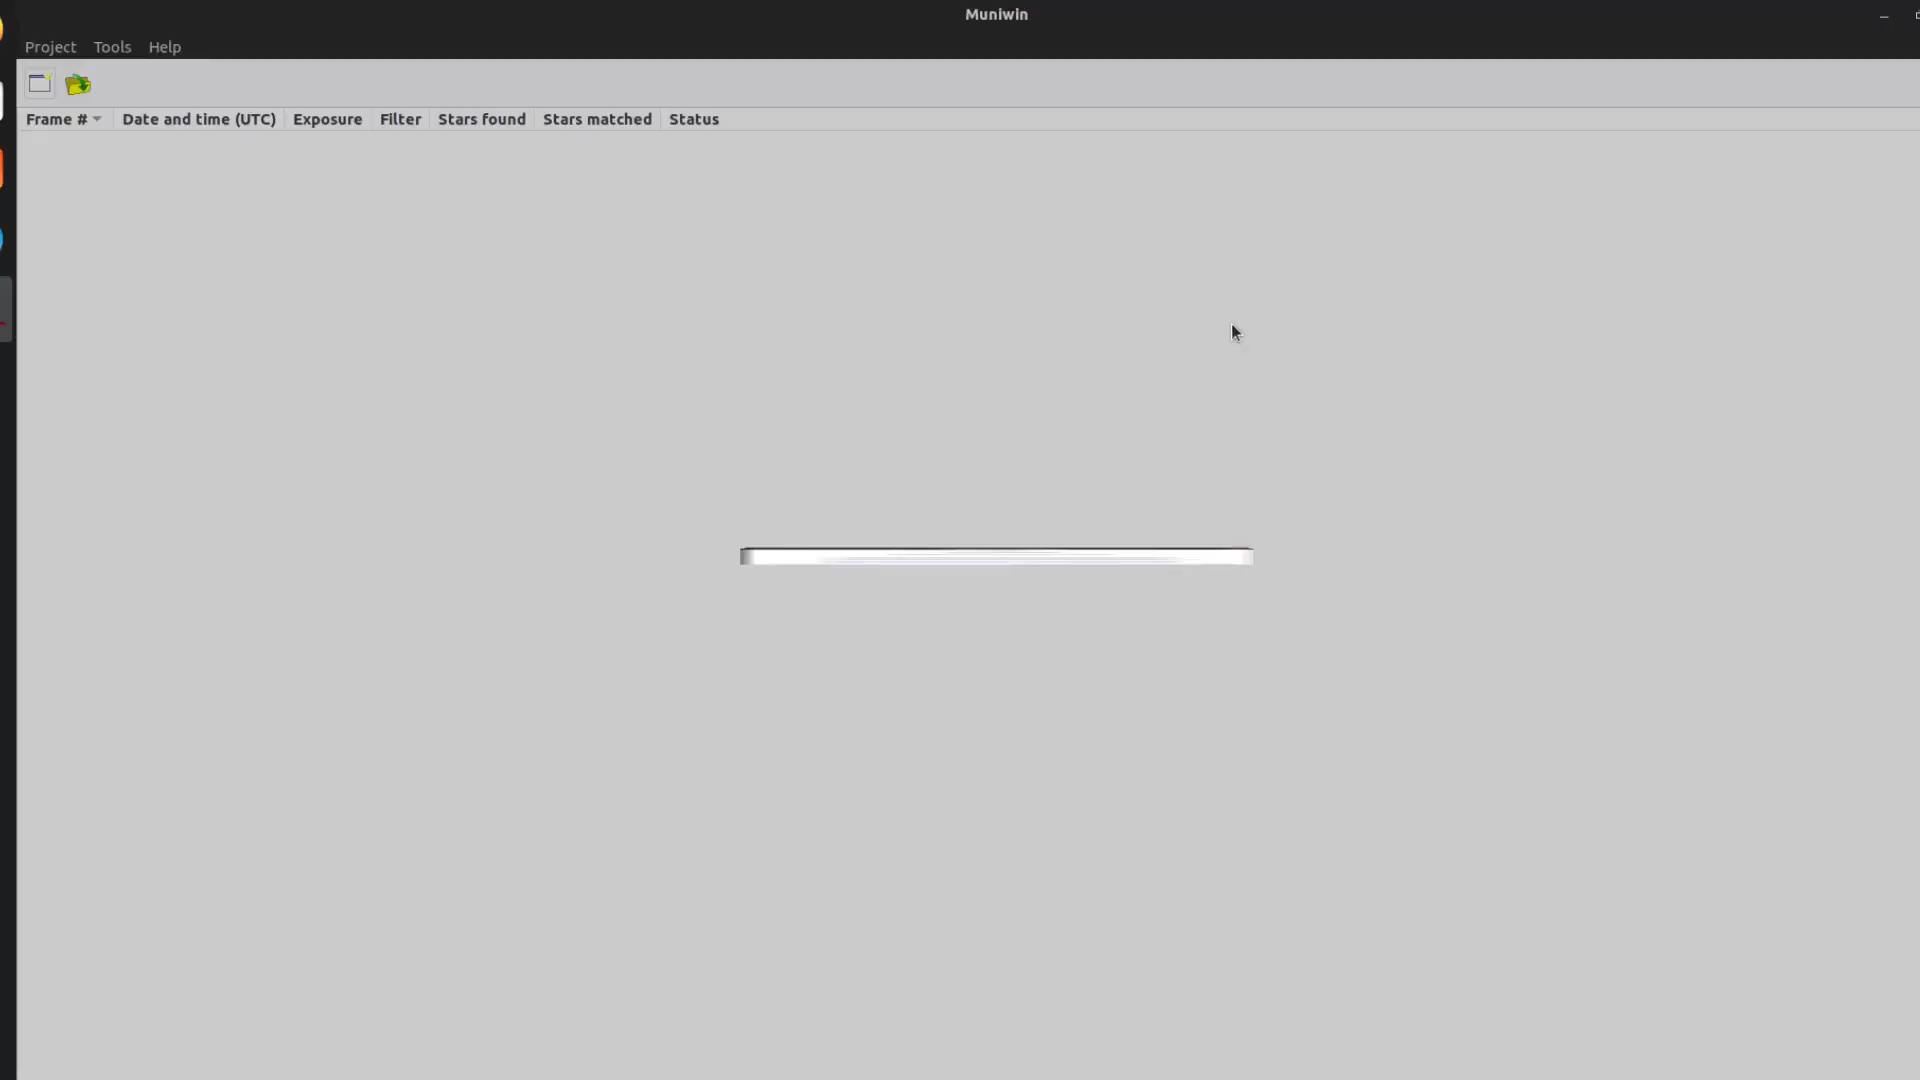 Muniwin
Project Tools Help
Frame # Date and time (UTC) Exposure Filter Stars found Stars matched Status